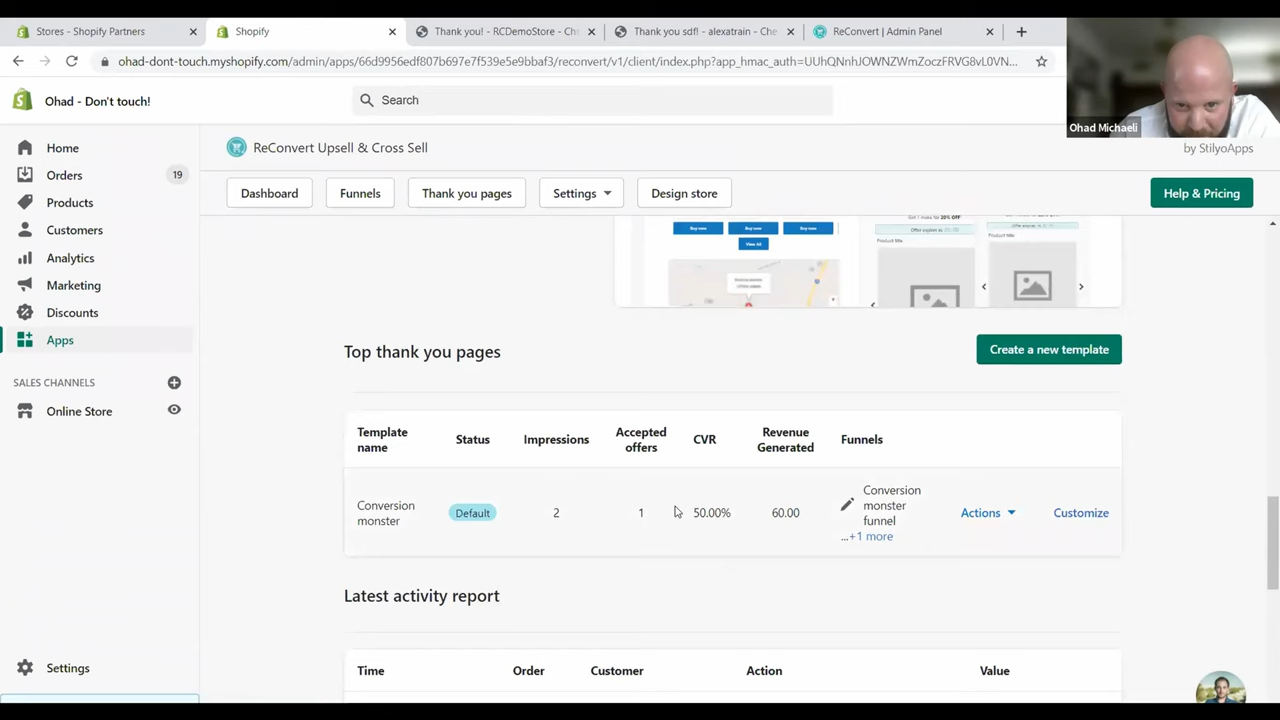 Stores · Shopify Partners
Shopify
Thank you! - RCDemoStore - Ch
Thank you sdf! - alexatrain - Che
ReConvert | Admin Panel
ohad-dont-touch.myshopify.com/admin/apps/66d9956edf807b697e7f539e5e9bbaf3/reconvert/v1/client/index.php?app_hmac_auth=UUhQNnhJOWNZWmZoczFRVG8vL0VN...
Ohad - Don't touch!
Search
Ohad Michaeli
Home
Orders
19
Products
Customers
Analytics
Marketing
Discounts
Apps
SALES CHANNELS
Online Store
Settings
ReConvert Upsell & Cross Sell
by StilyoApps
Dashboard
Funnels
Thank you pages
Settings
Design store
Help & Pricing
Buy now
Buy now
Buy now
View All
Product title
Product title
Top thank you pages
Create a new template
Template name
Status
Impressions
Accepted offers
CVR
Revenue Generated
Funnels
Conversion monster
Default
2
1
50.00%
60.00
Conversion monster funnel
...+1 more
Actions
Customize
Latest activity report
Time
Order
Customer
Action
Value